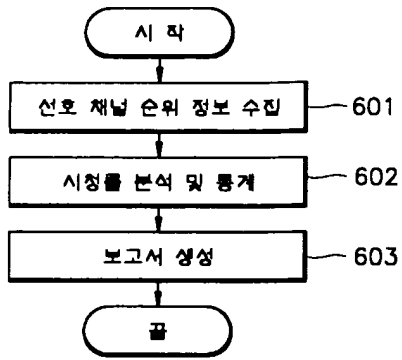 시 작
선호 채널 순위 정보 수집 601
시청률 분석 및 통계 602
보고서 생성 603
끝